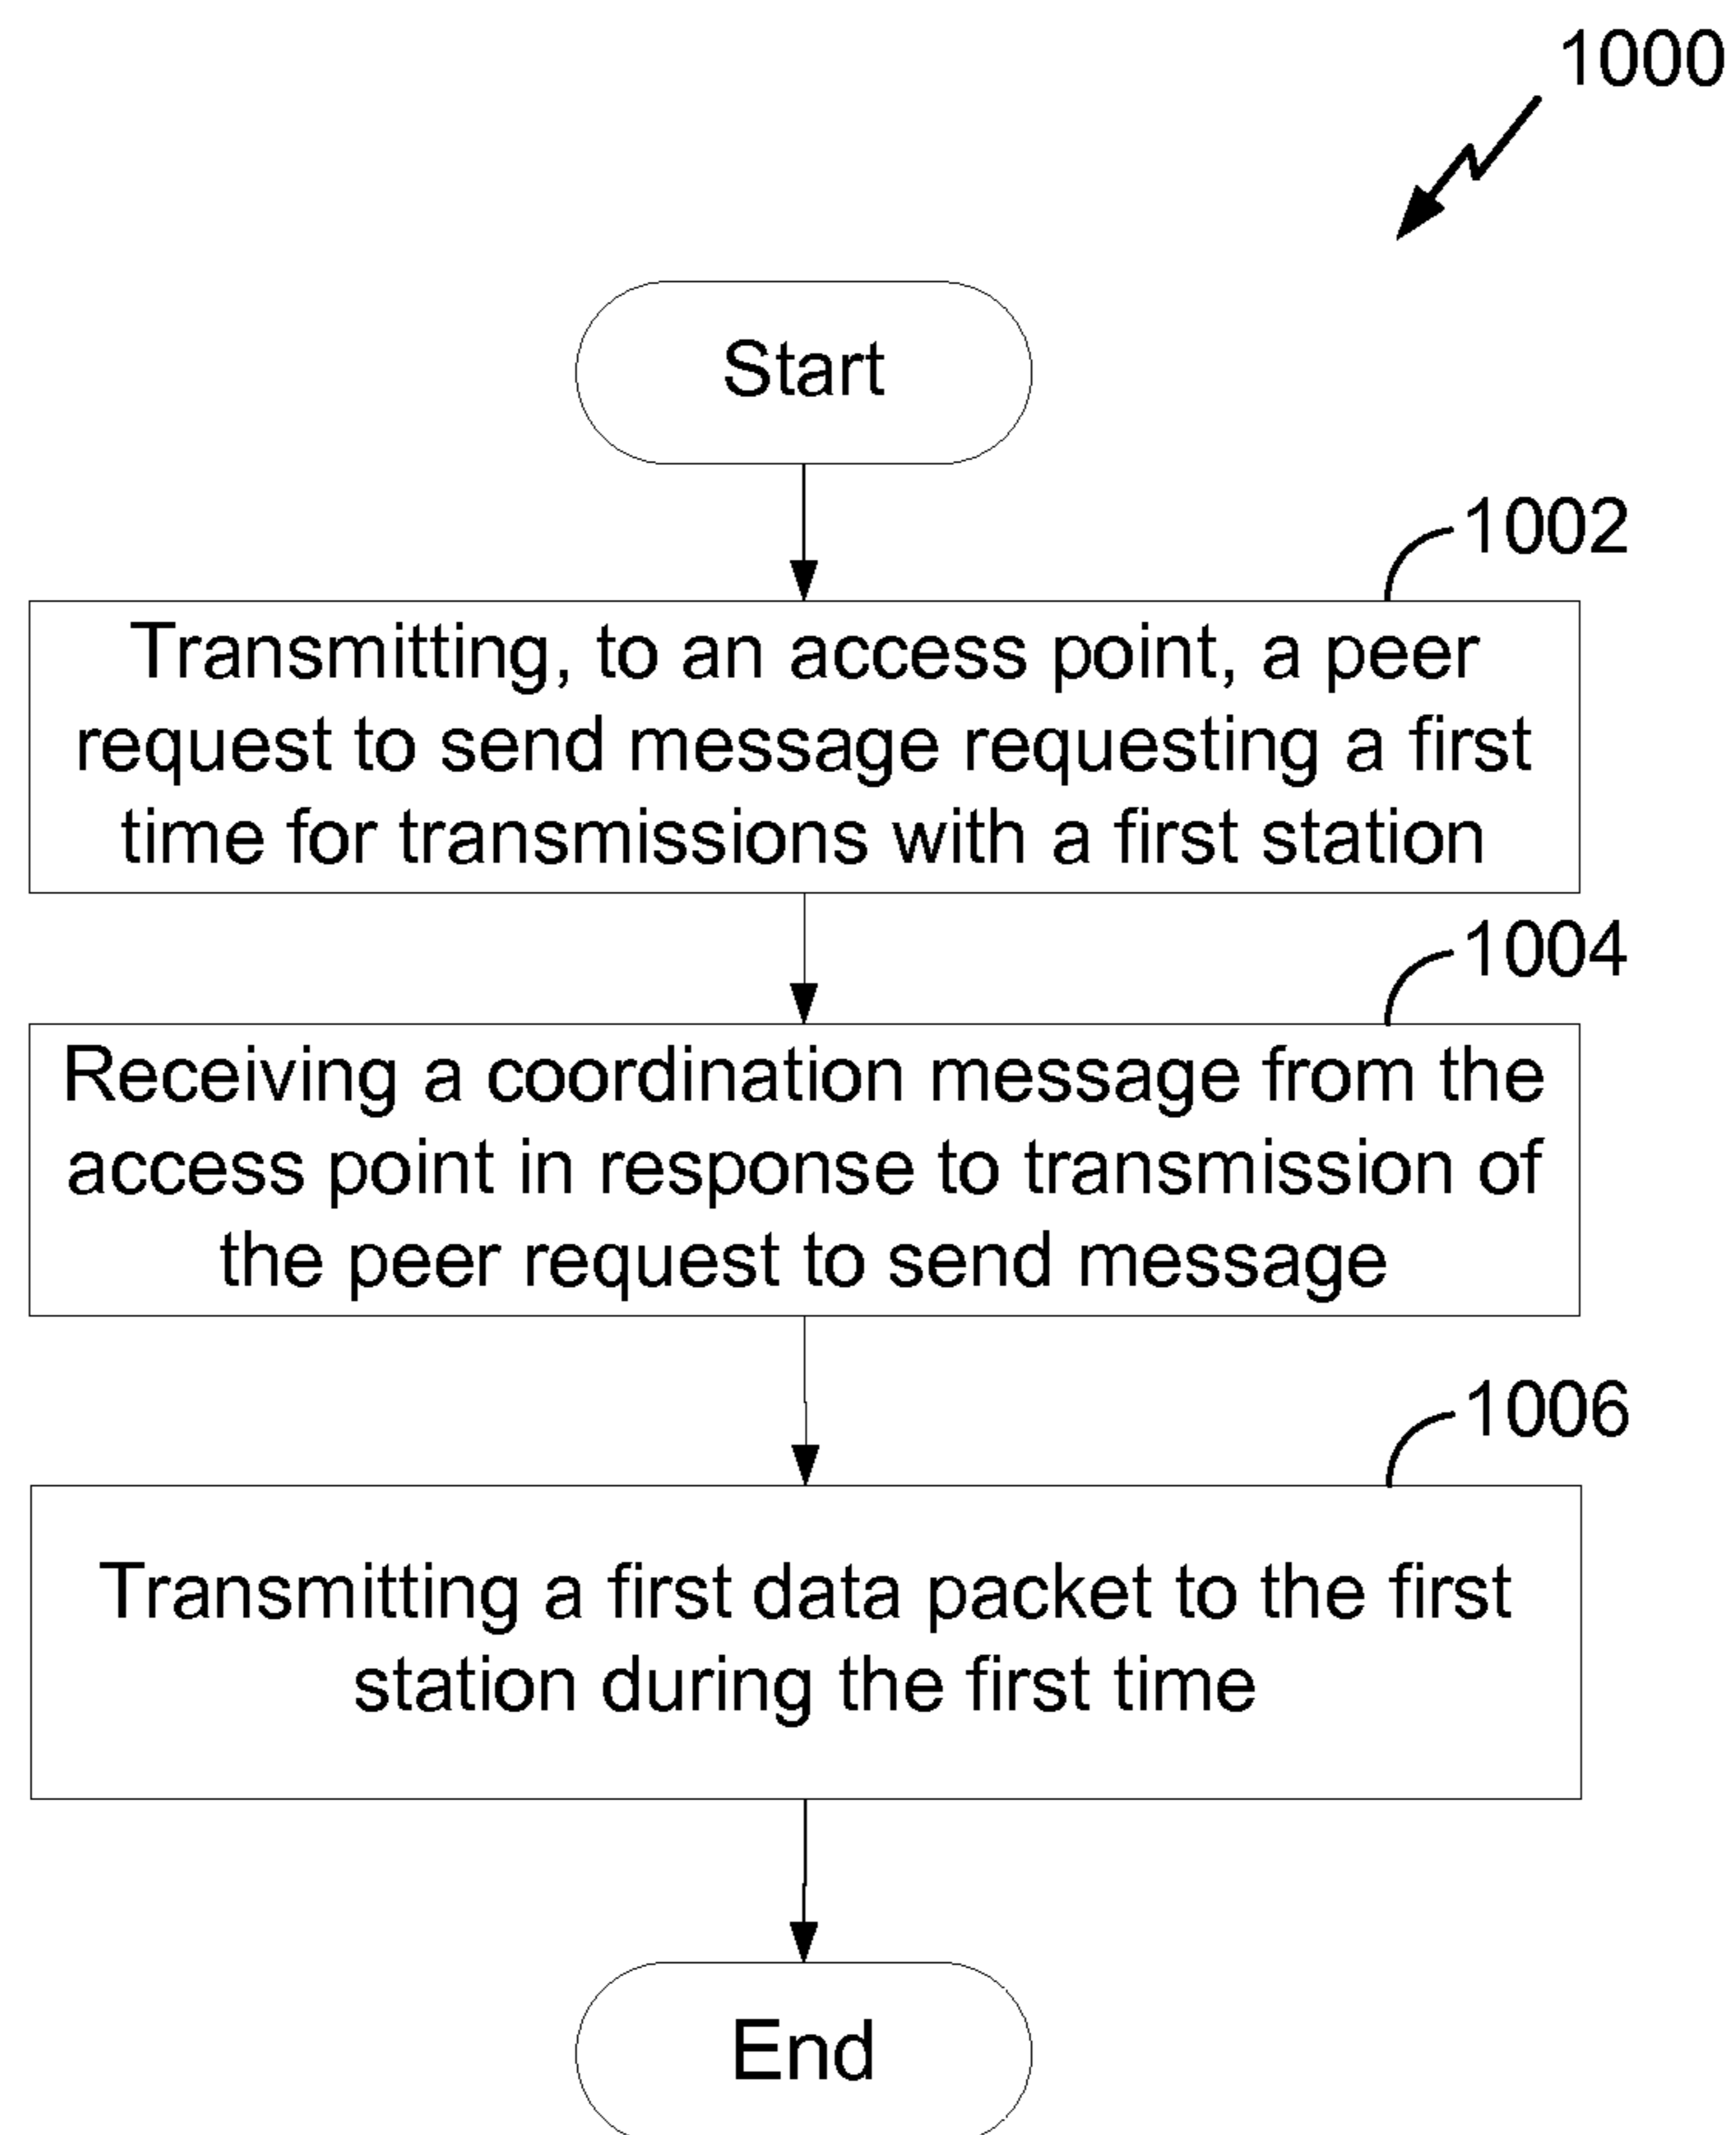 1000
Start
1002
Transmitting, to an access point, a peer
request to send message requesting a first
time for transmissions with a first station
1004
Receiving a coordination message from the
access point in response to transmission of
the peer request to send message
1006
Transmitting a first data packet to the first
station during the first time
End